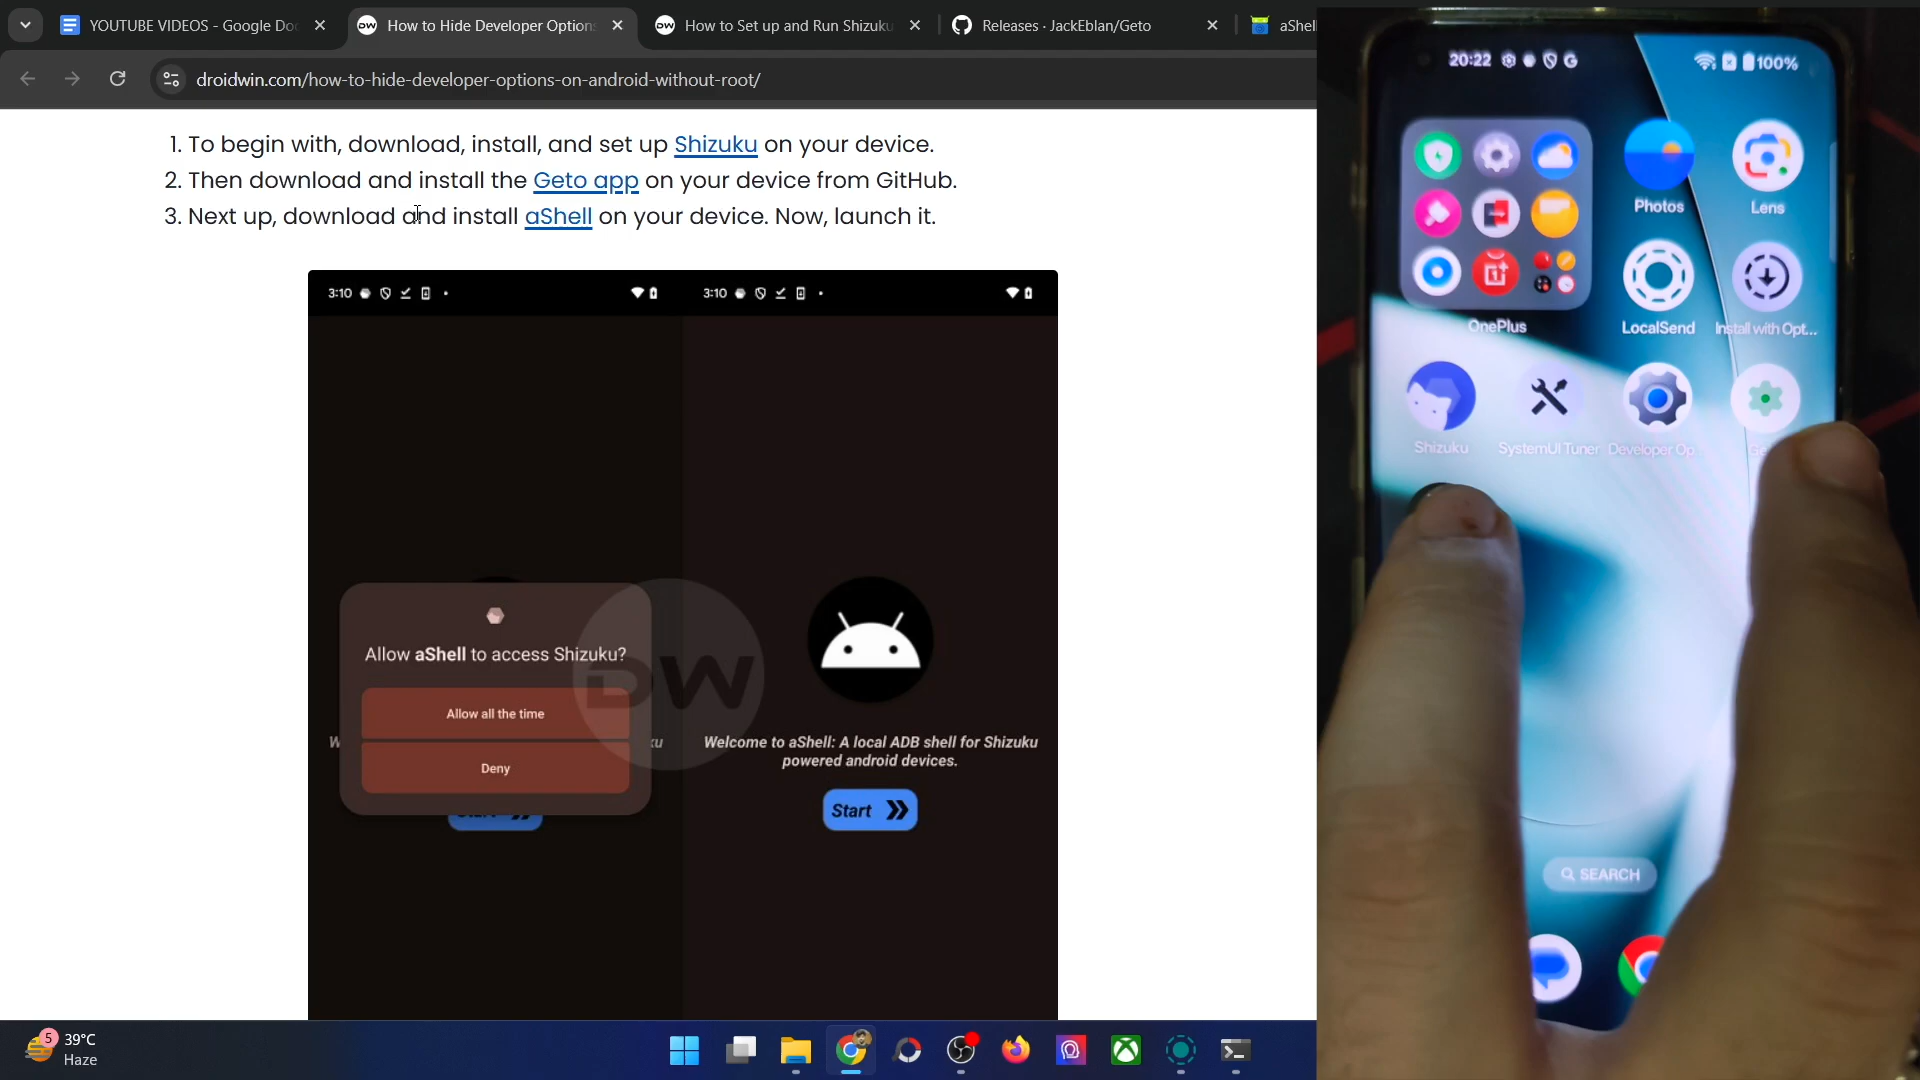 YOUTUBE VIDEOS - Google Do
How to Hide Developer Options
How to Set up and Run Shizuku
Releases · JackEblan/Geto
aShell
droidwin.com/how-to-hide-developer-options-on-android-without-root/
1. To begin with, download, install, and set up Shizuku on your device.
2. Then download and install the Geto app on your device from GitHub.
3. Next up, download and install aShell on your device. Now, launch it.
3:10
3:10
Allow aShell to access Shizuku?
Allow all the time
Deny
DW
Welcome to aShell: A local ADB shell for Shizuku
powered android devices.
Start
20:22
100%
Photos
Lens
OnePlus
LocalSend
Install with Opt...
Shizuku
SystemUI Tuner
Developer Op...
SEARCH
5
39°C
Haze